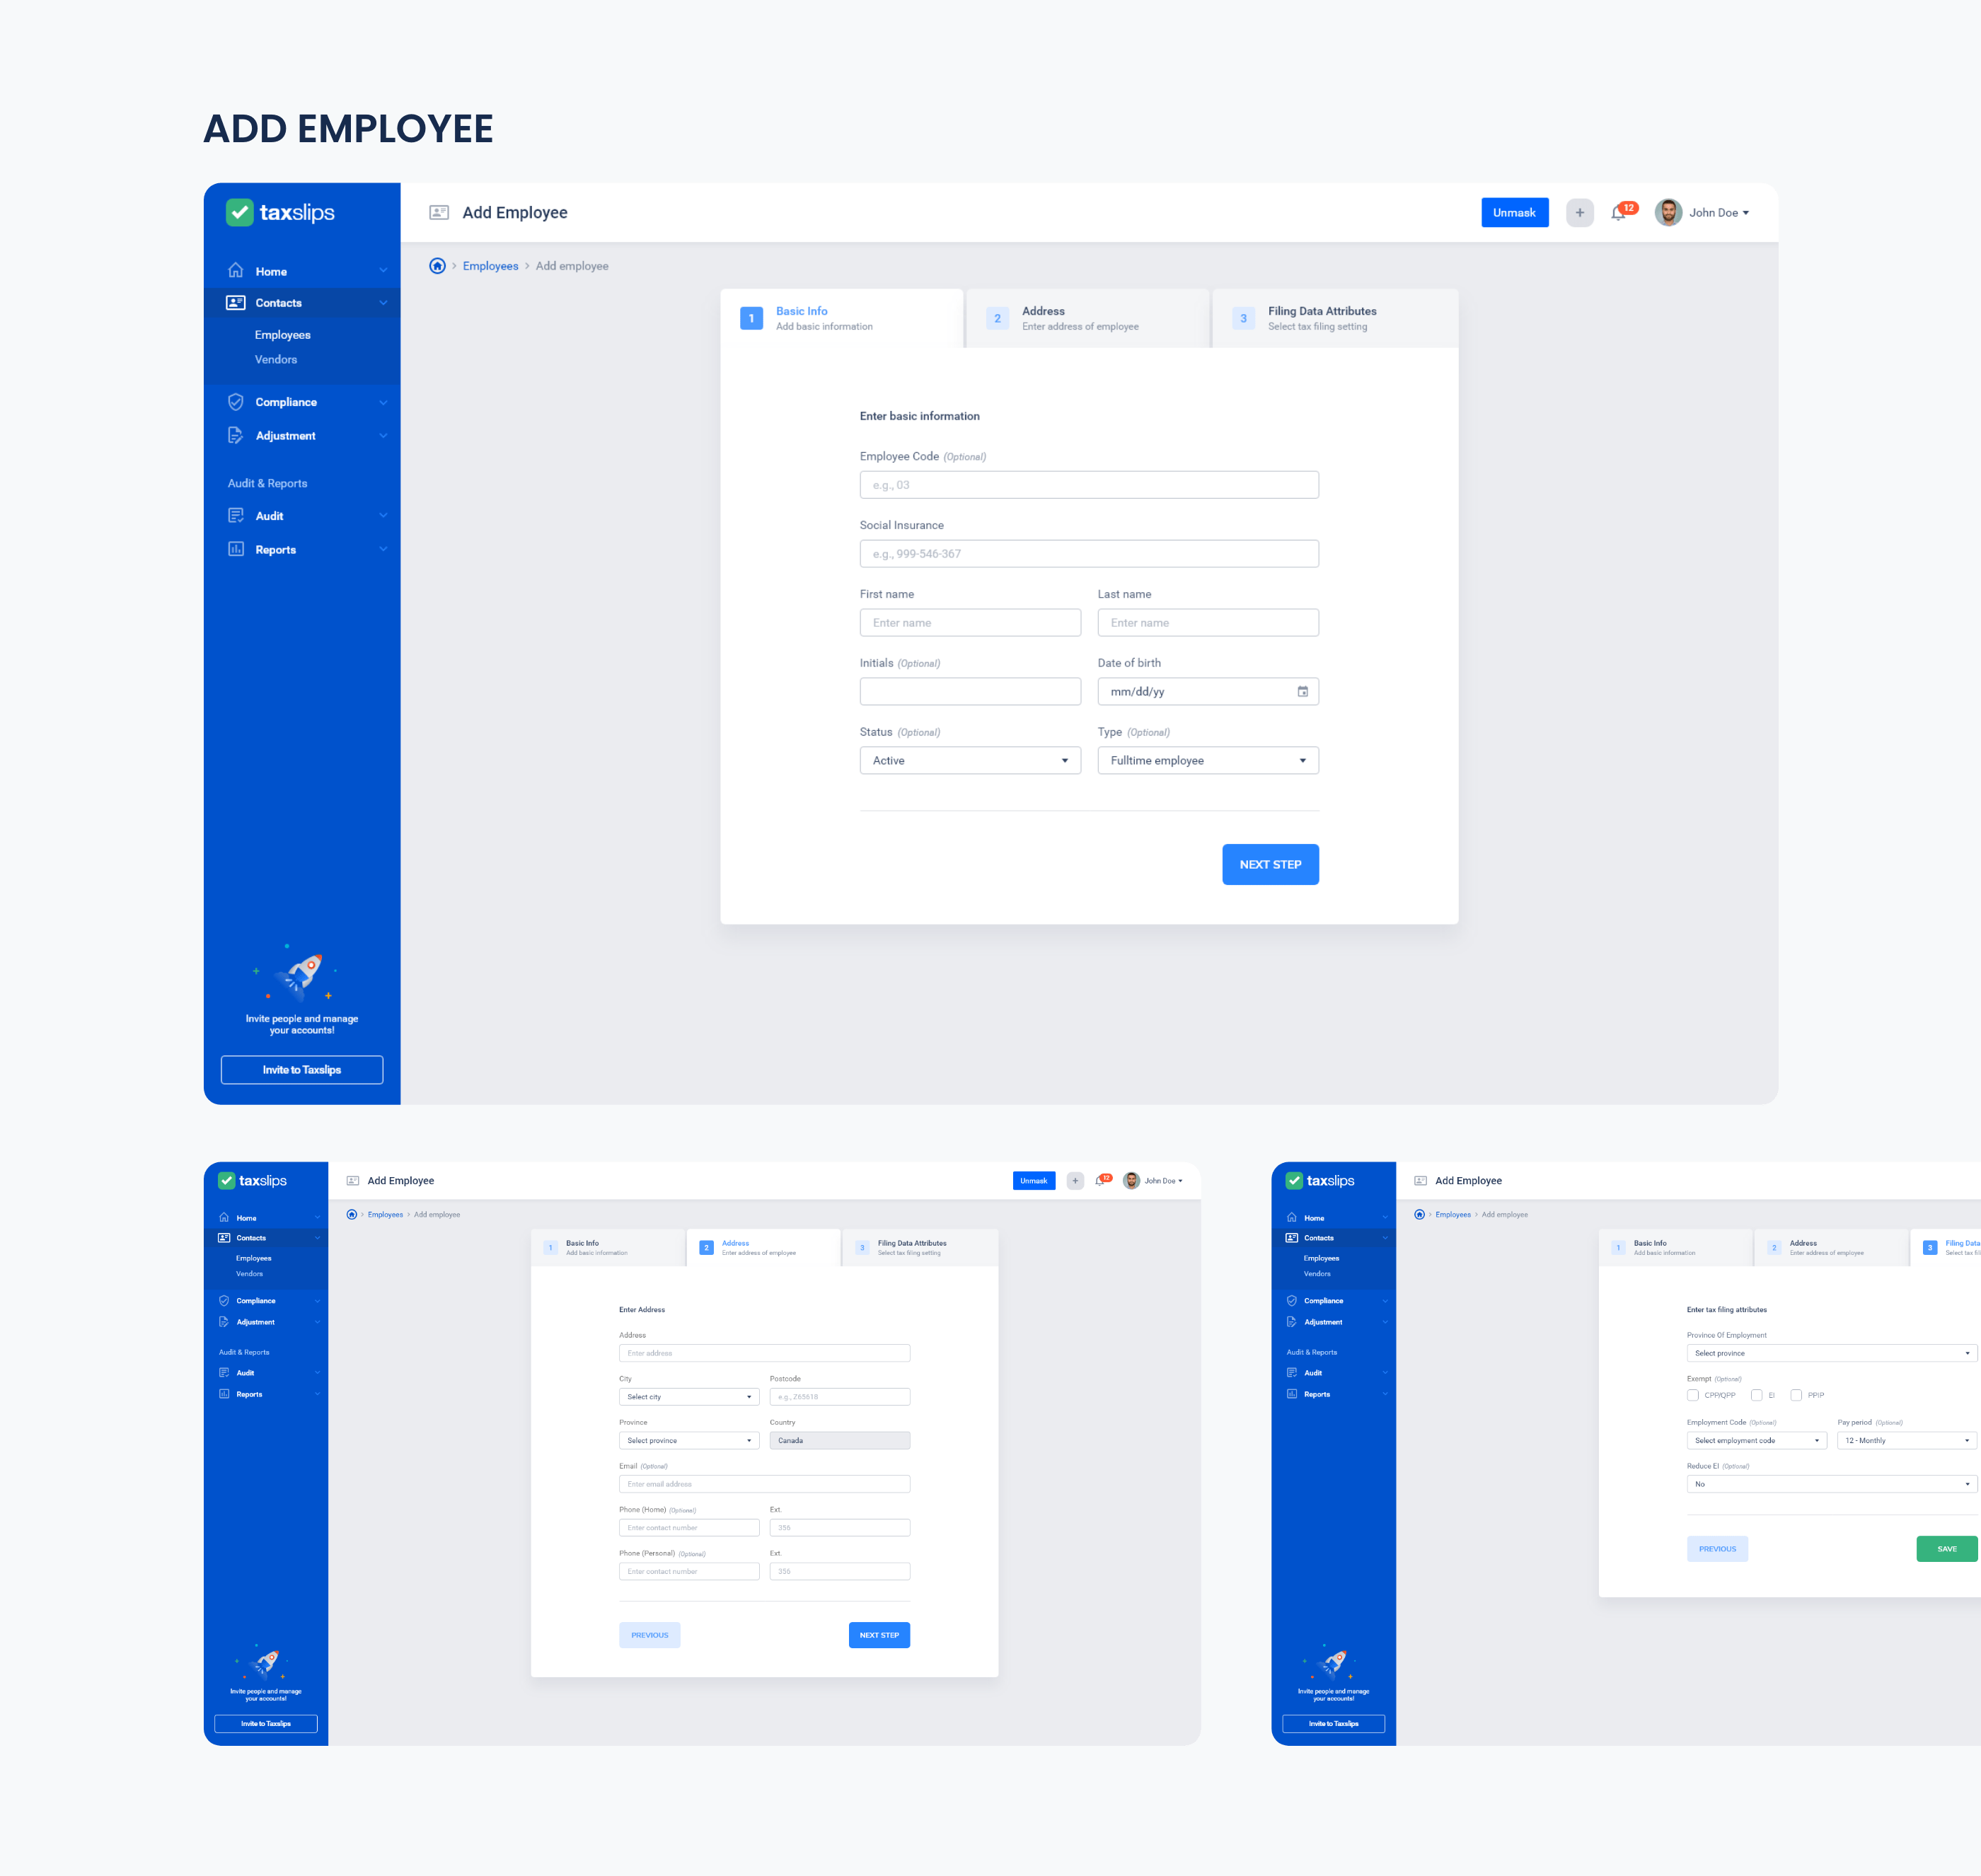 ADD EMPLOYEE
taxslips
Add Employee
Unmask
+
12
John Doe
Home
Contacts
Employees
Vendors
Compliance
Adjustment
Audit & Reports
Audit
Reports
Invite people and manage
your accounts!
Invite to Taxslips
> Employees > Add employee
1
Basic Info
Add basic information
2
Address
Enter address of employee
3
Filing Data Attributes
Select tax filing setting
Enter basic information
Employee Code (Optional)
e.g., 03
Social Insurance
e.g., 999-546-367
First name
Last name
Enter name
Enter name
Initials (Optional)
Date of birth
mm/dd/yy
Status (Optional)
Type (Optional)
Active
Fulltime employee
NEXT STEP
taxslips
Add Employee
Unmask
+
12
John Doe
Home
Contacts
Employees
Vendors
Compliance
Adjustment
Audit & Reports
Audit
Reports
Invite people and manage
your accounts!
Invite to Taxslips
> Employees > Add employee
1
Basic Info
Add basic information
2
Address
Enter address of employee
3
Filing Data Attributes
Select tax filing setting
Enter Address
Address
Enter address
City
Postcode
Select city
e.g., Z65618
Province
Country
Select province
Canada
Email (Optional)
Enter email address
Phone (Home) (Optional)
Ext.
Enter contact number
356
Phone (Personal) (Optional)
Ext.
Enter contact number
356
PREVIOUS
NEXT STEP
taxslips
Add Employee
Home
Contacts
Employees
Vendors
Compliance
Adjustment
Audit & Reports
Audit
Reports
Invite people and manage
your accounts!
Invite to Taxslips
> Employees > Add employee
1
Basic Info
Add basic information
2
Address
Enter address of employee
3
Filing Data
Select tax fil
Enter tax filing attributes
Province Of Employment
Select province
Exempt (Optional)
CPP/QPP
EI
PPIP
Employment Code (Optional)
Pay period (Optional)
Select employment code
12 - Monthly
Reduce EI (Optional)
No
PREVIOUS
SAVE